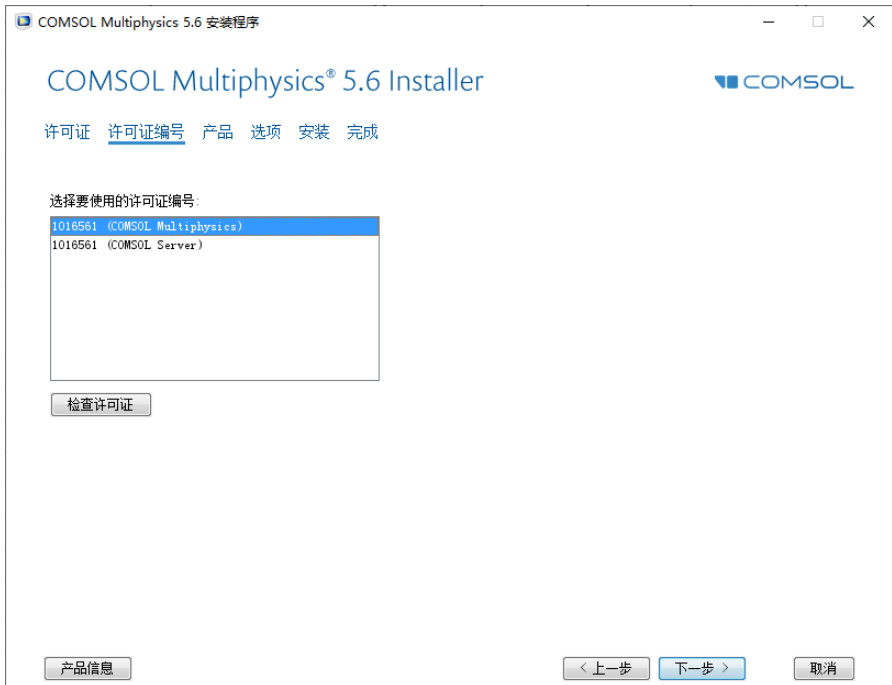 COMSOL Multiphysics 5.6 安装程序
COMSOL Multiphysics® 5.6 Installer
COMSOL
许可证 许可证编号 产品 选项 安装 完成
选择要使用的许可证编号:
1016561 (COMSOL Multiphysics)
1016561 (COMSOL Server)
检查许可证
产品信息 < 上一步 下一步 > 取消